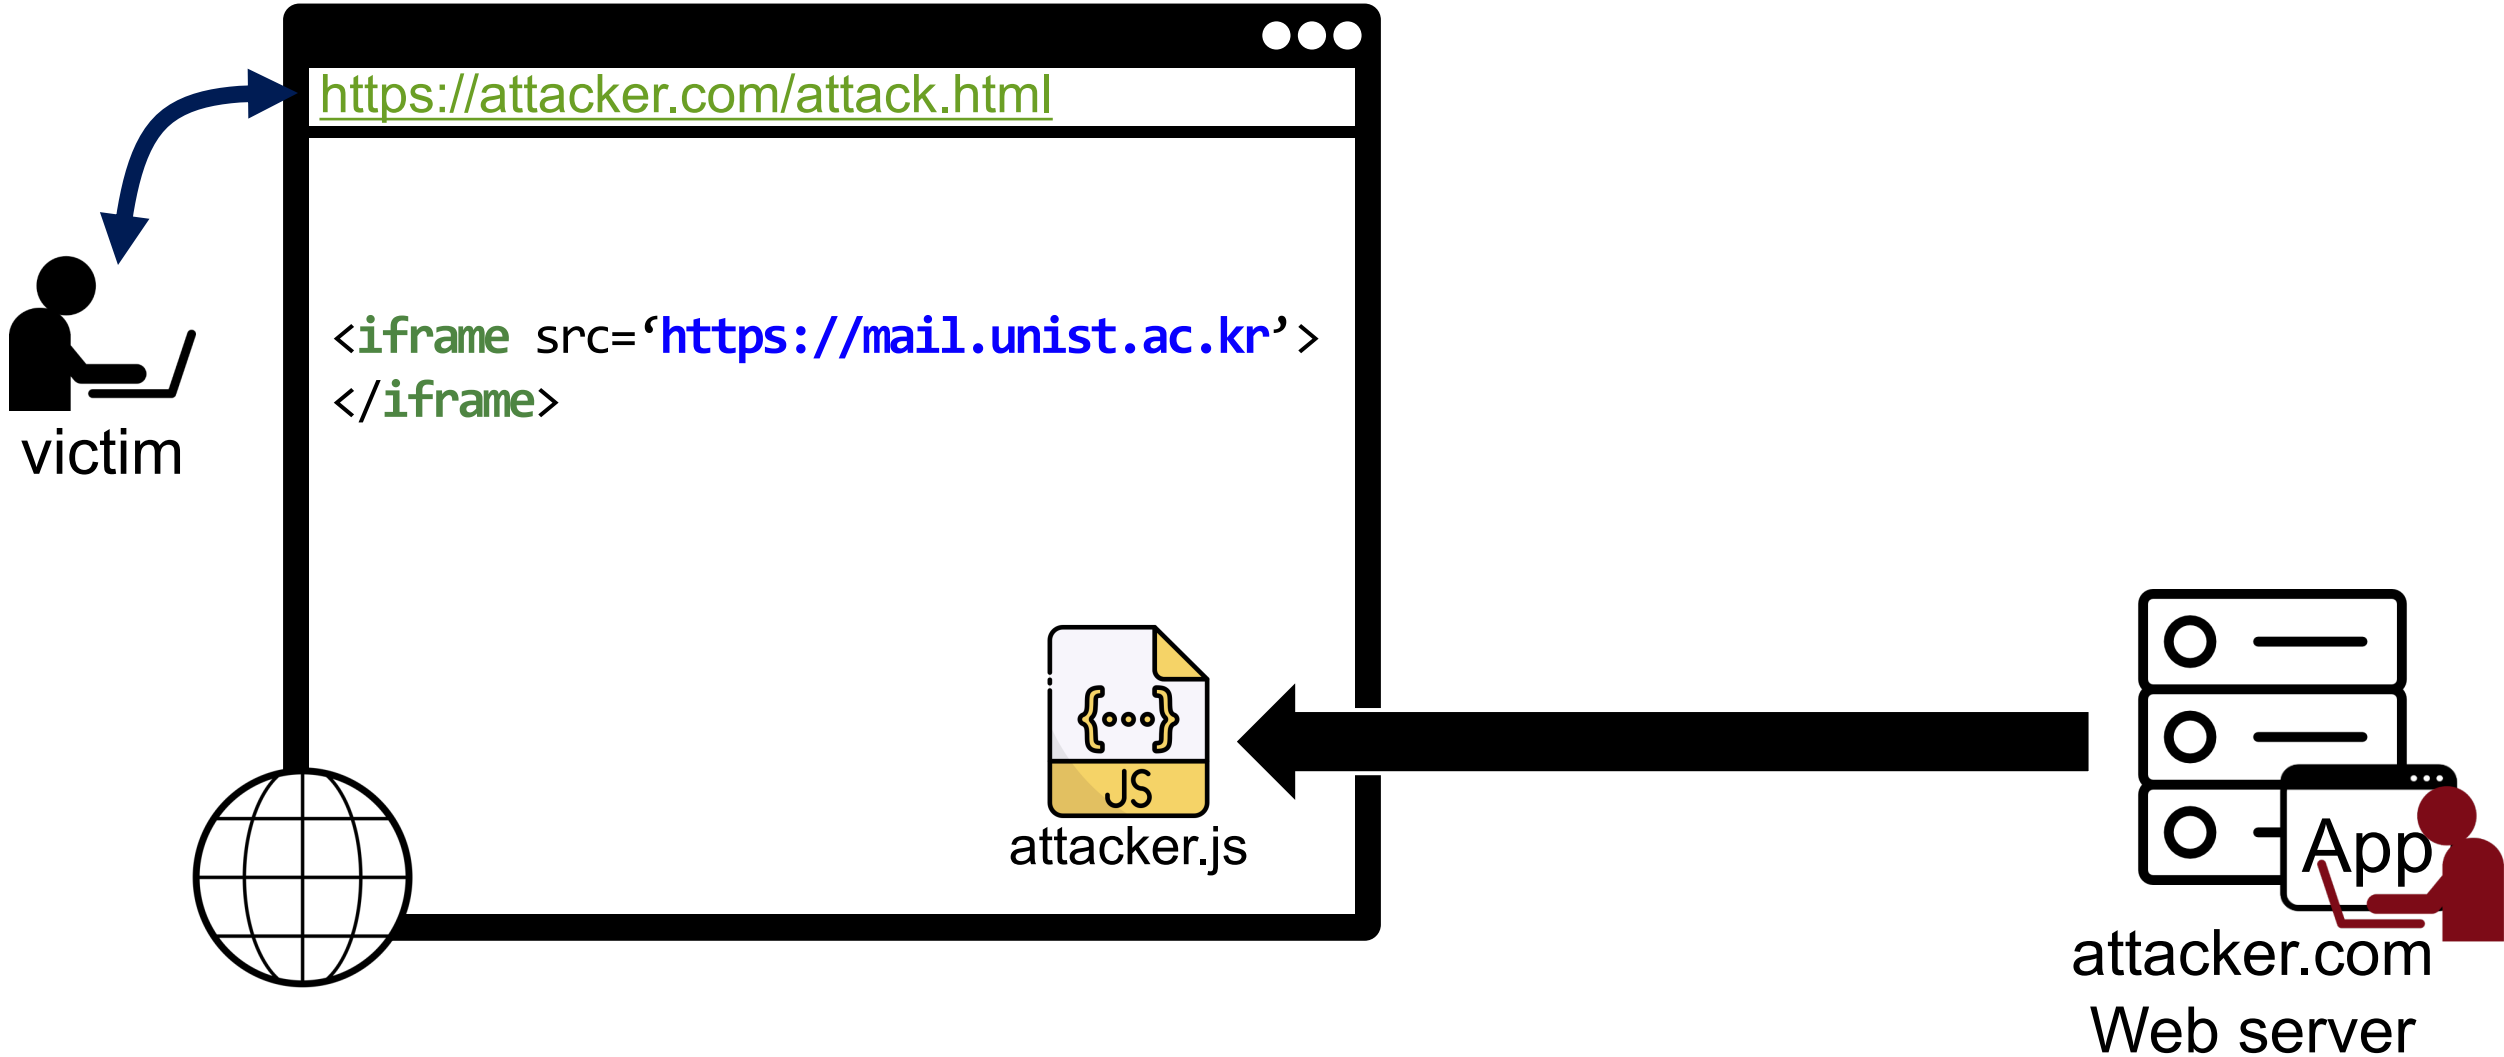 https://attacker.com/attack.html
<iframe src=‘https://mail.unist.ac.kr’>
</iframe>
victim
{...}
JS
attacker.js
App
attacker.com
Web server